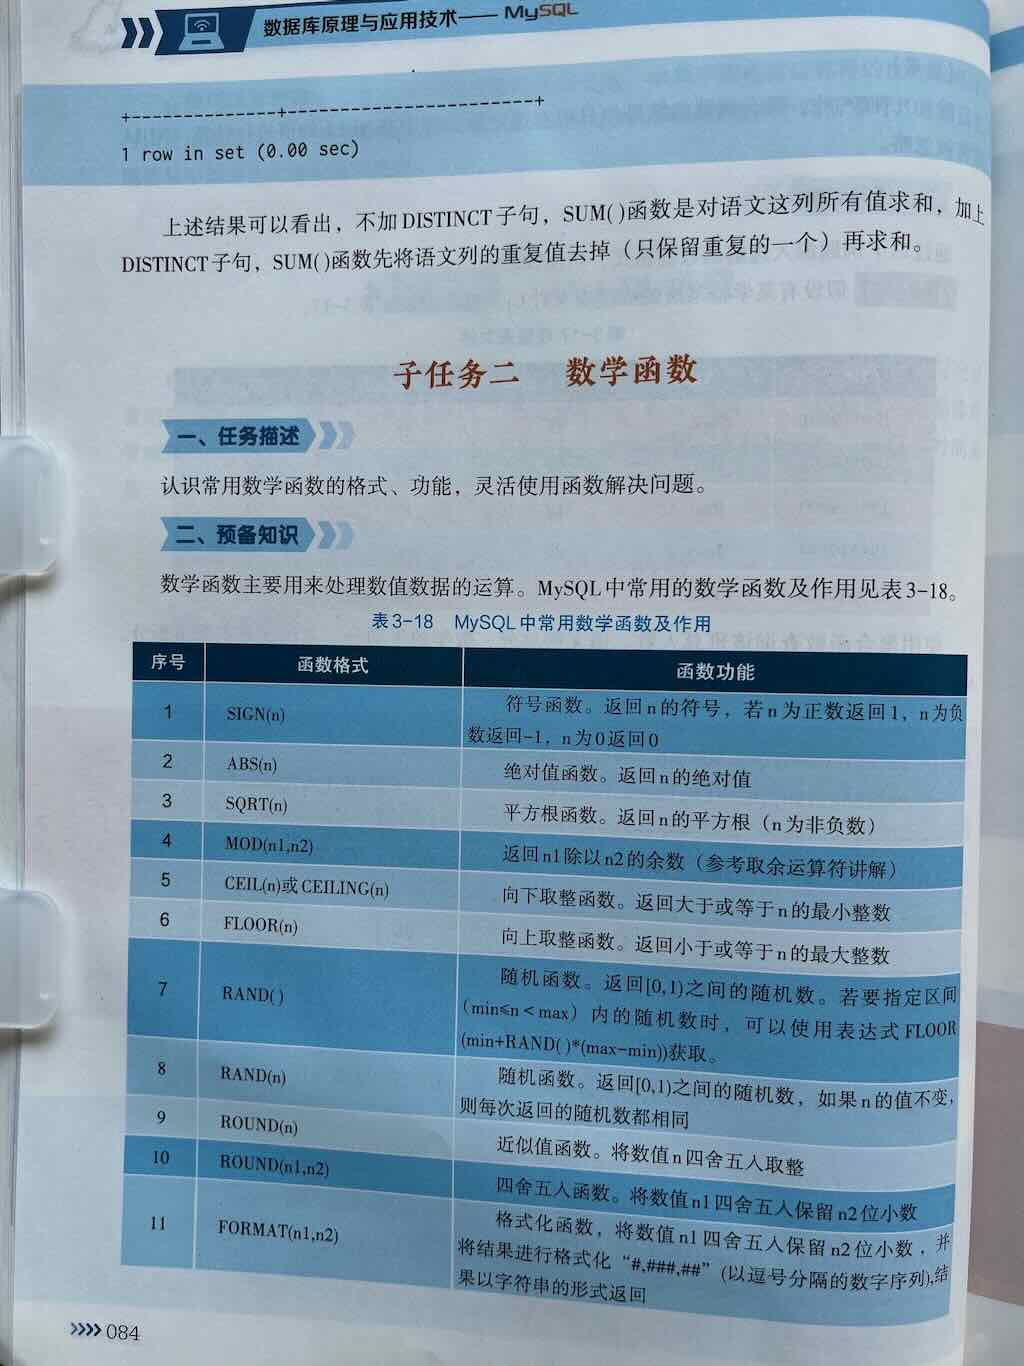 数据库原理与应用技术—— MySQL
+--------------+-----------------------+
1 row in set (0.00 sec)
上述结果可以看出，不加DISTINCT子句，SUM( )函数是对语文这列所有值求和，加上
DISTINCT子句，SUM( )函数先将语文列的重复值去掉（只保留重复的一个）再求和。
子任务二 数学函数
一、任务描述
认识常用数学函数的格式、功能，灵活使用函数解决问题。
二、预备知识
数学函数主要用来处理数值数据的运算。MySQL中常用的数学函数及作用见表3-18。
表3-18 MySQL中常用数学函数及作用
序号 函数格式 函数功能
1 SIGN(n) 符号函数。返回n的符号，若n为正数返回1，n为负
数返回-1，n为0返回0
2 ABS(n) 绝对值函数。返回n的绝对值
3 SQRT(n) 平方根函数。返回n的平方根（n为非负数）
4 MOD(n1,n2) 返回n1除以n2的余数（参考取余运算符讲解）
5 CEIL(n)或CEILING(n) 向下取整函数。返回大于或等于n的最小整数
6 FLOOR(n) 向上取整函数。返回小于或等于n的最大整数
7 RAND( ) 随机函数。返回[0,1)之间的随机数。若要指定区间
（min≤n＜max）内的随机数时，可以使用表达式FLOOR
(min+RAND( )*(max-min))获取。
8 RAND(n) 随机函数。返回[0,1)之间的随机数，如果n的值不变，
则每次返回的随机数都相同
9 ROUND(n) 近似值函数。将数值n四舍五入取整
10 ROUND(n1,n2) 四舍五入函数。将数值n1四舍五入保留n2位小数
11 FORMAT(n1,n2) 格式化函数，将数值n1四舍五入保留n2位小数，并
将结果进行格式化“#,###,##”（以逗号分隔的数字序列),结
果以字符串的形式返回
084